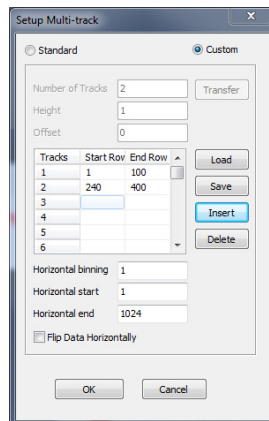 Setup Multi-track
X
Standard Custom
Number of Tracks 2 Transfer
Height 1
Offset 0
Tracks Start Rov End Row
1 1 100
2 240 400
3
4
5
6
Load
Save
Insert
Delete
Horizontal binning 1
Horizontal start 1
Horizontal end 1024
Flip Data Horizontally
OK Cancel